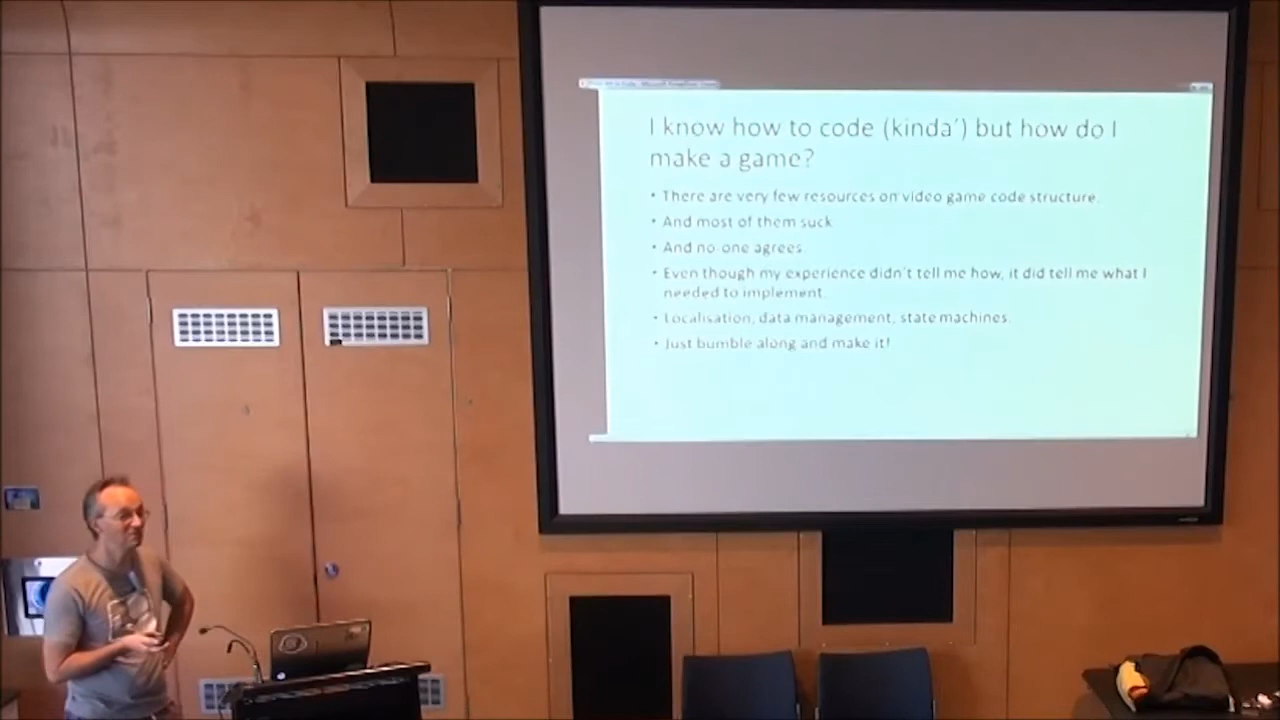 I know how to code (kinda´) but how do I
make a game?
• There are very few resources on video game code structure.
• And most of them suck
• And no-one agrees.
• Even though my experience didn´t tell me how, it did tell me what I
needed to implement.
• Localisation, data management, state machines.
• Just bumble along and make it!